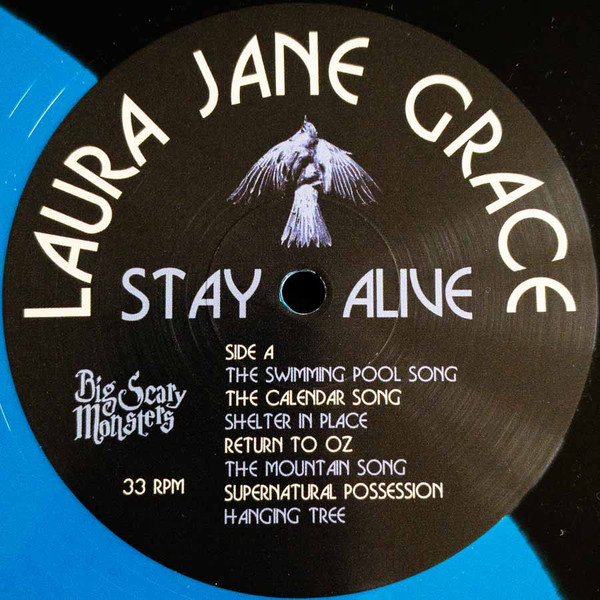 LAURA JANE GRACE
STAY ALIVE
SIDE A
THE SWIMMING POOL SONG
THE CALENDAR SONG
SHELTER IN PLACE
RETURN TO OZ
THE MOUNTAIN SONG
SUPERNATURAL POSSESSION
HANGING TREE
Big Scary
Monsters
33 RPM